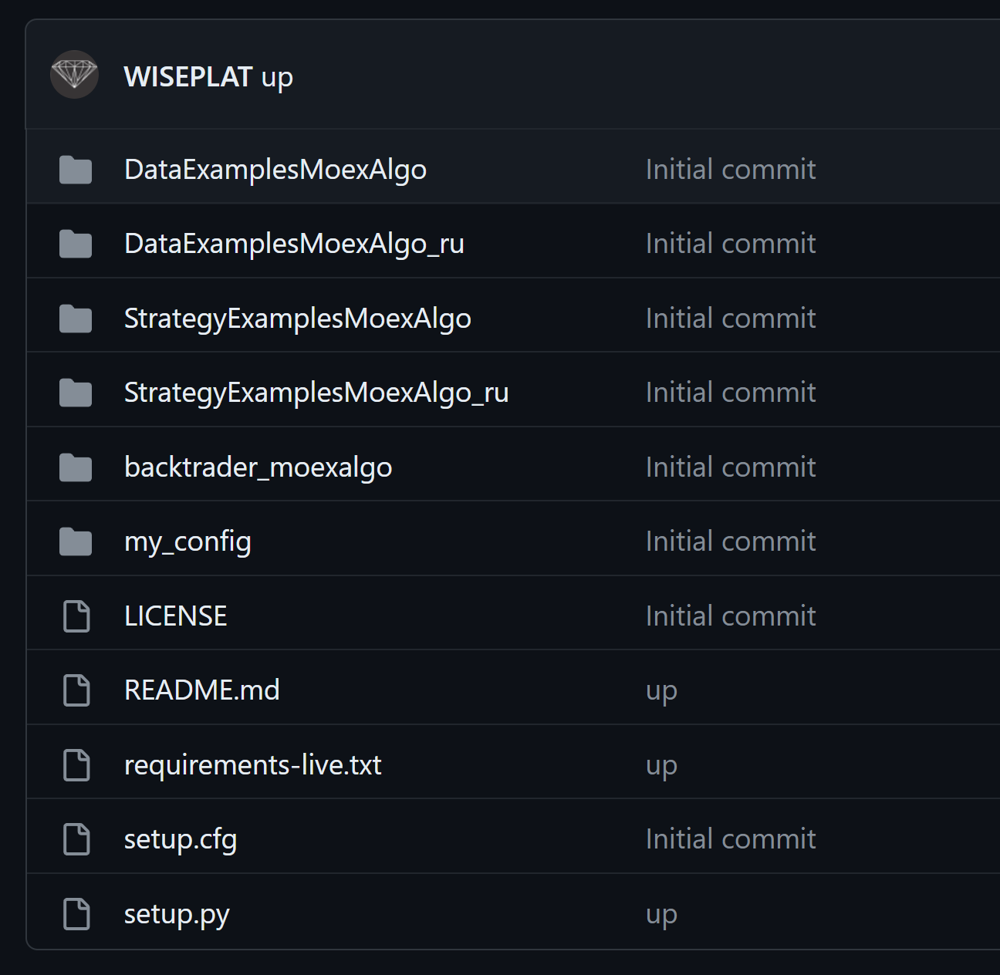 WISEPLAT up
DataExamplesMoexAlgo Initial commit
DataExamplesMoexAlgo_ru Initial commit
StrategyExamplesMoexAlgo Initial commit
StrategyExamplesMoexAlgo_ru Initial commit
backtrader_moexalgo Initial commit
my_config Initial commit
LICENSE Initial commit
README.md up
requirements-live.txt up
setup.cfg Initial commit
setup.py up